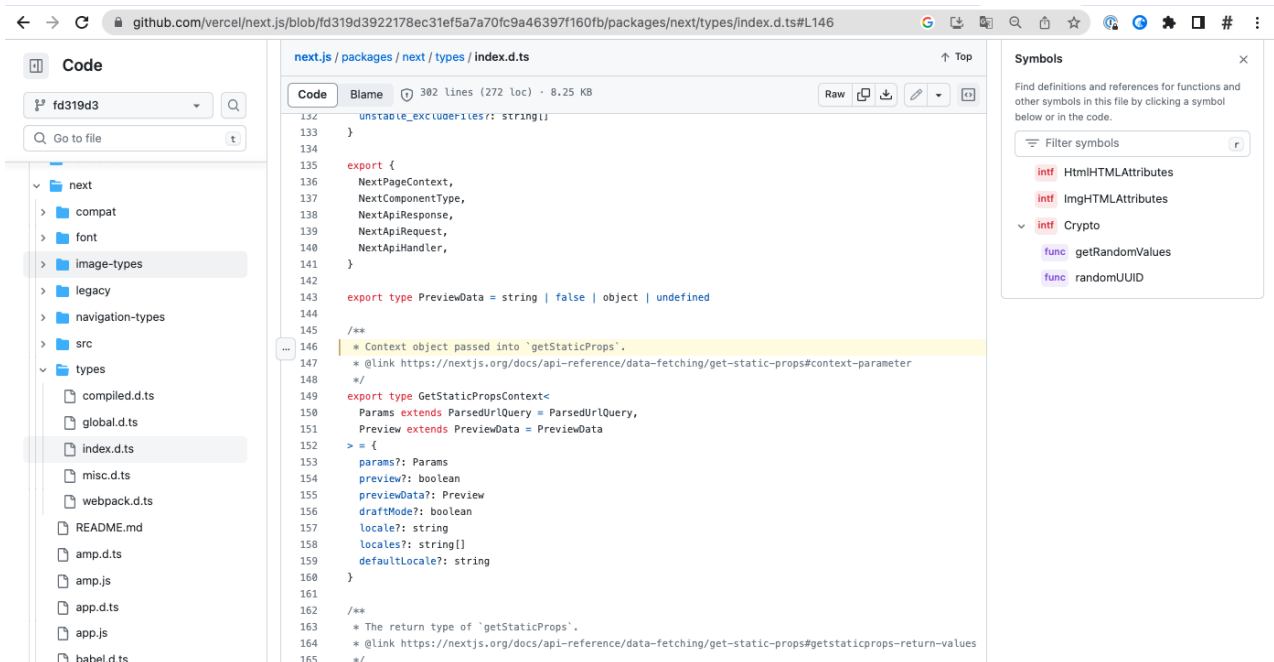 github.com/vercel/next.js/blob/fd319d3922178ec31ef5a7a70fc9a46397f160fb/packages/next/types/index.d.ts#L146
Code
fd319d3
Go to file
t
next
compat
font
image-types
legacy
navigation-types
src
types
compiled.d.ts
global.d.ts
index.d.ts
misc.d.ts
webpack.d.ts
README.md
amp.d.ts
amp.js
app.d.ts
app.js
babel.d.ts
next.js / packages / next / types / index.d.ts
Top
Code
Blame
302 lines (272 loc) · 8.25 KB
Raw
132 unstable_excludeFiles?: string[]
133 }
134
135 export {
136 NextPageContext,
137 NextComponentType,
138 NextApiResponse,
139 NextApiRequest,
140 NextApiHandler,
141 }
142
143 export type PreviewData = string | false | object | undefined
144
145 /**
146 * Context object passed into `getStaticProps`.
147 * @link https://nextjs.org/docs/api-reference/data-fetching/get-static-props#context-parameter
148 */
149 export type GetStaticPropsContext<
150 Params extends ParsedUrlQuery = ParsedUrlQuery,
151 Preview extends PreviewData = PreviewData
152 > = {
153 params?: Params
154 preview?: boolean
155 previewData?: Preview
156 draftMode?: boolean
157 locale?: string
158 locales?: string[]
159 defaultLocale?: string
160 }
161
162 /**
163 * The return type of `getStaticProps`.
164 * @link https://nextjs.org/docs/api-reference/data-fetching/get-static-props#getstaticprops-return-values
165 */
Symbols
Find definitions and references for functions and
other symbols in this file by clicking a symbol
below or in the code.
Filter symbols
r
intf HtmlHTMLAttributes
intf ImgHTMLAttributes
intf Crypto
func getRandomValues
func randomUUID